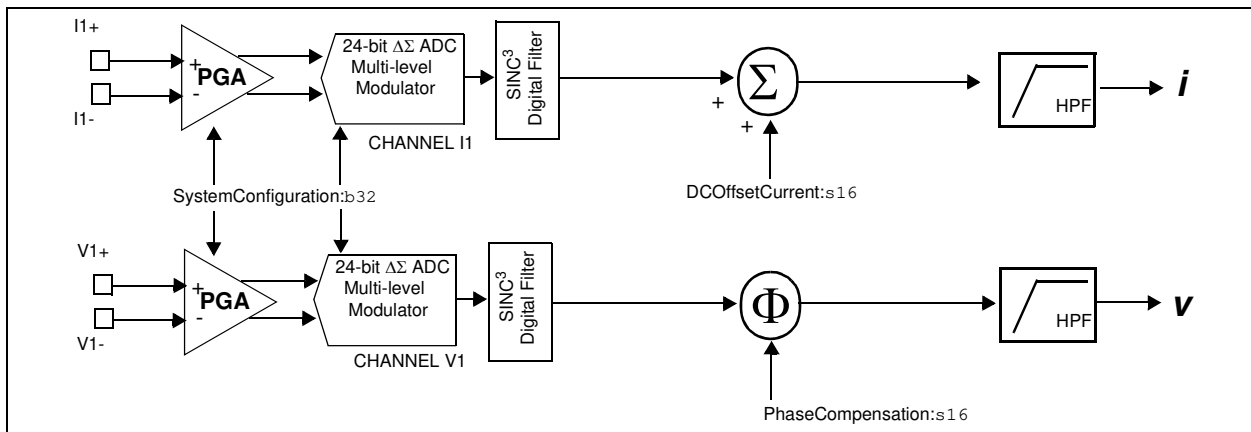 I1+
+
PGA
-
I1-
24-bit ΔΣ ADC
Multi-level
Modulator
CHANNEL I1
SINC3
Digital Filter
+
Σ
+
HPF
i
SystemConfiguration:b32
DCOffsetCurrent:s16
V1+
+
PGA
-
V1-
24-bit ΔΣ ADC
Multi-level
Modulator
CHANNEL V1
SINC3
Digital Filter
Φ
HPF
v
PhaseCompensation:s16